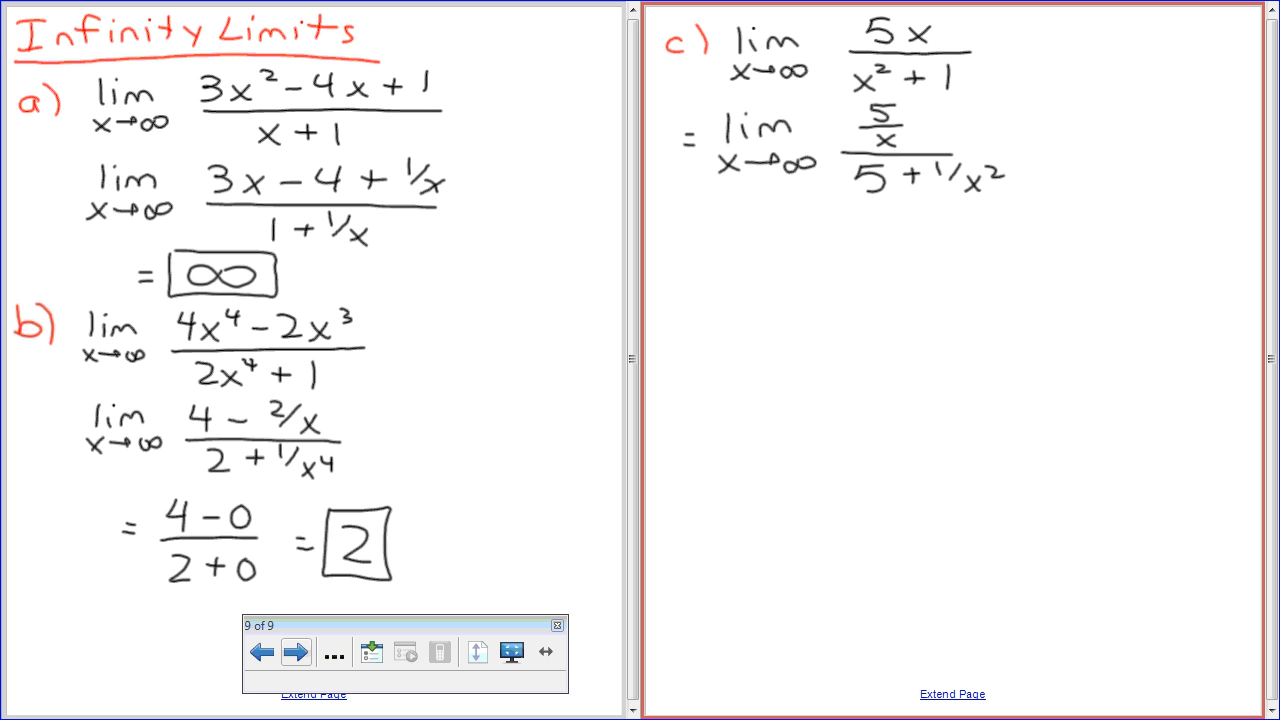 Infinity Limits
a) lim x→∞ (3x² - 4x + 1)/(x + 1)
lim x→∞ (3x - 4 + 1/x)/(1 + 1/x)
= ∞
b) lim x→∞ (4x⁴ - 2x³)/(2x⁴ + 1)
lim x→∞ (4 - 2/x)/(2 + 1/x⁴)
= (4 - 0)/(2 + 0) = 2
9 of 9
Extend Page
c) lim x→∞ 5x/(x² + 1)
= lim x→∞ (5/x)/(5 + 1/x²)
Extend Page